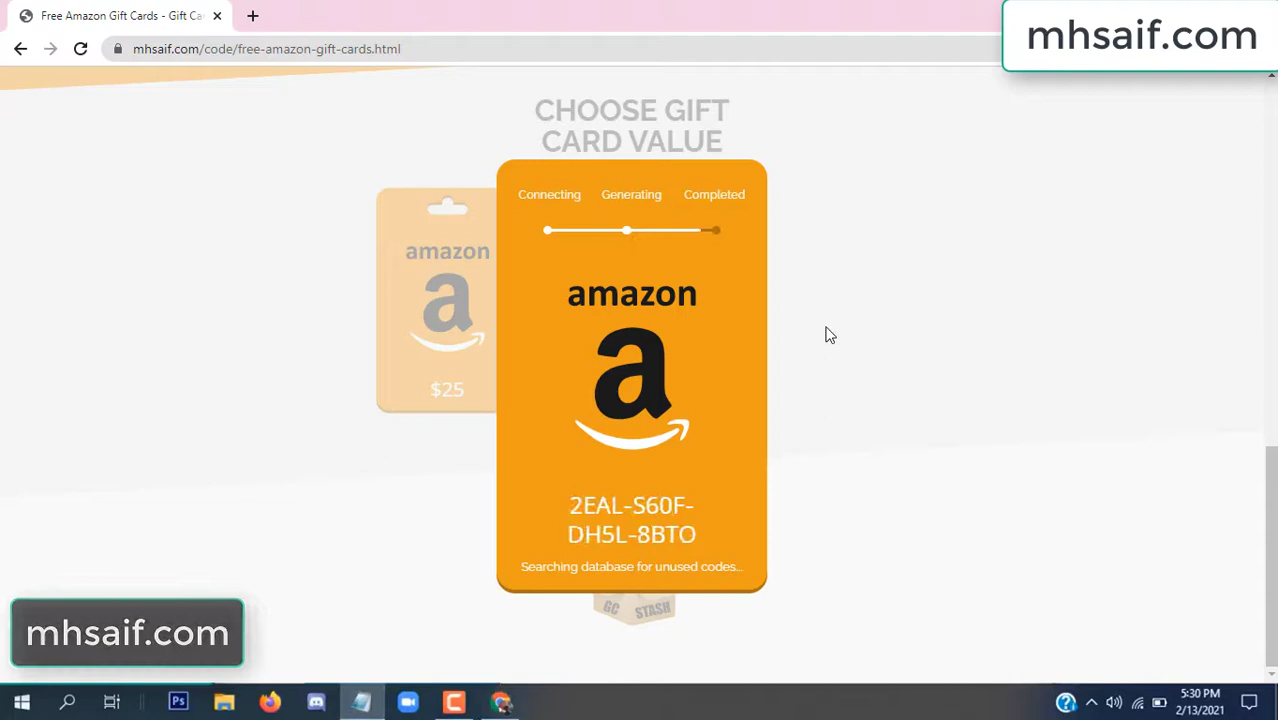 Free Amazon Gift Cards - Gift Ca
mhsaif.com/code/free-amazon-gift-cards.html
mhsaif.com
CHOOSE GIFT
CARD VALUE
Connecting Generating Completed
amazon
a
$25
amazon
a
2EAL-S60F-
DH5L-8BTO
Searching database for unused codes...
GC STASH
mhsaif.com
Ps
5:30 PM
2/13/2021